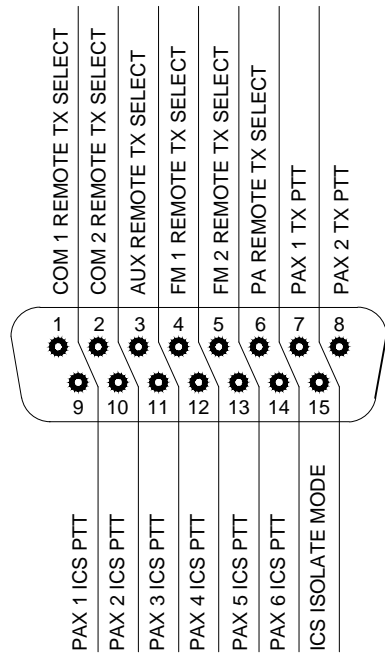 COM 1 REMOTE TX SELECT
COM 2 REMOTE TX SELECT
AUX REMOTE TX SELECT
FM 1 REMOTE TX SELECT
FM 2 REMOTE TX SELECT
PA REMOTE TX SELECT
PAX 1 TX PTT
PAX 2 TX PTT
1 2 3 4 5 6 7 8
9 10 11 12 13 14 15
PAX 1 ICS PTT
PAX 2 ICS PTT
PAX 3 ICS PTT
PAX 4 ICS PTT
PAX 5 ICS PTT
PAX 6 ICS PTT
ICS ISOLATE MODE